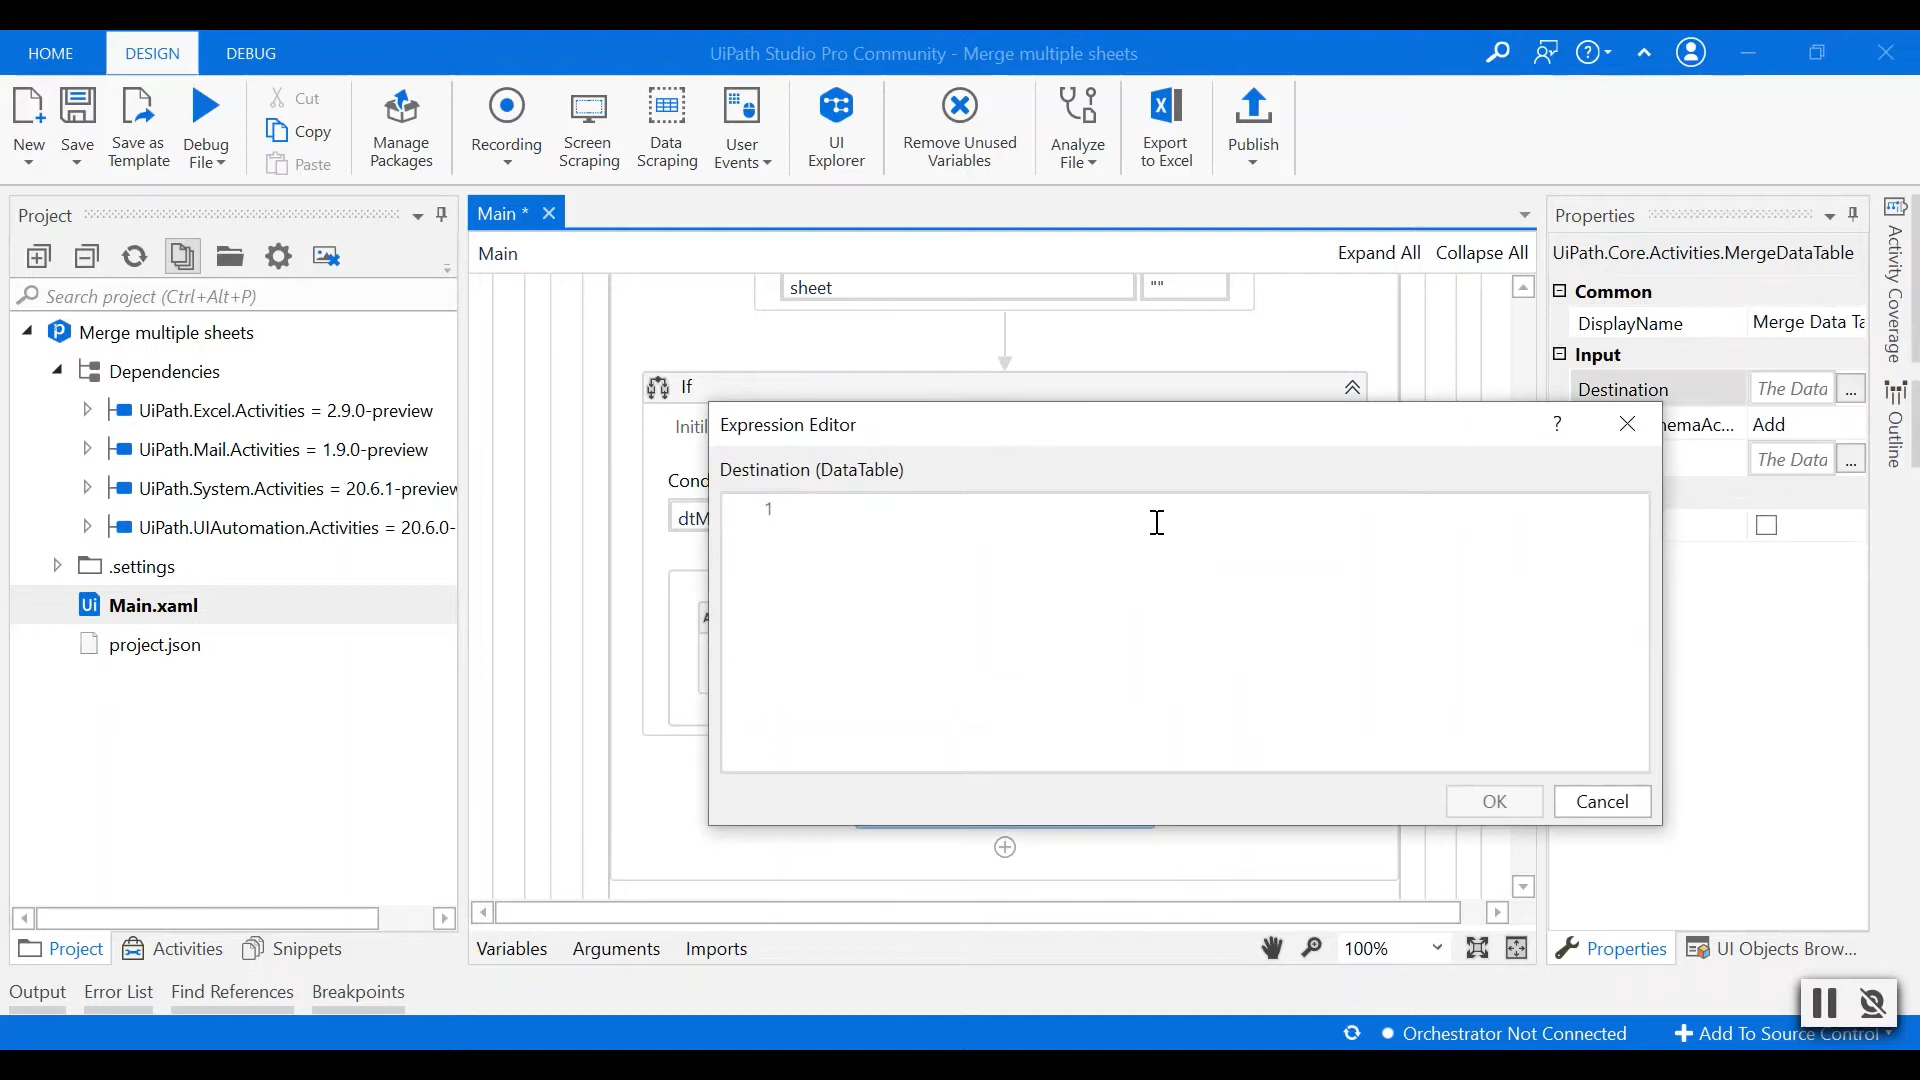 HOME
DESIGN
DEBUG
UiPath Studio Pro Community - Merge multiple sheets
New
Save
Save as
Template
Debug
File
Cut
Copy
Paste
Manage
Packages
Recording
Screen
Scraping
Data
Scraping
User
Events
UI
Explorer
Remove Unused
Variables
Analyze
File
Export
to Excel
Publish
Project
Search project (Ctrl+Alt+P)
Merge multiple sheets
Dependencies
UiPath.Excel.Activities = 2.9.0-preview
UiPath.Mail.Activities = 1.9.0-preview
UiPath.System.Activities = 20.6.1-preview
UiPath.UIAutomation.Activities = 20.6.0-
.settings
Main.xaml
project.json
Project
Activities
Snippets
Main *
Main
Expand All
Collapse All
sheet
""
If
Initil
Cond
dtM
Expression Editor
?
Destination (DataTable)
1
OK
Cancel
Variables
Arguments
Imports
100%
Properties
UiPath.Core.Activities.MergeDataTable
Common
DisplayName
Merge Data Ta
Input
Destination
The Data
...
emaAc...
Add
The Data
...
Properties
UI Objects Brow...
Activity Coverage
Outline
Output
Error List
Find References
Breakpoints
Orchestrator Not Connected
Add To Source Control